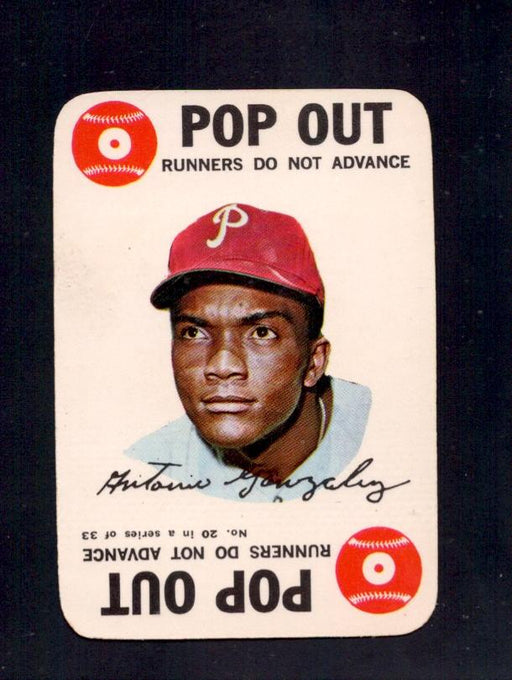 POP OUT
RUNNERS DO NOT ADVANCE
P
Antonio Gonzalez
No. 20 in a series of 33
RUNNERS DO NOT ADVANCE
POP OUT